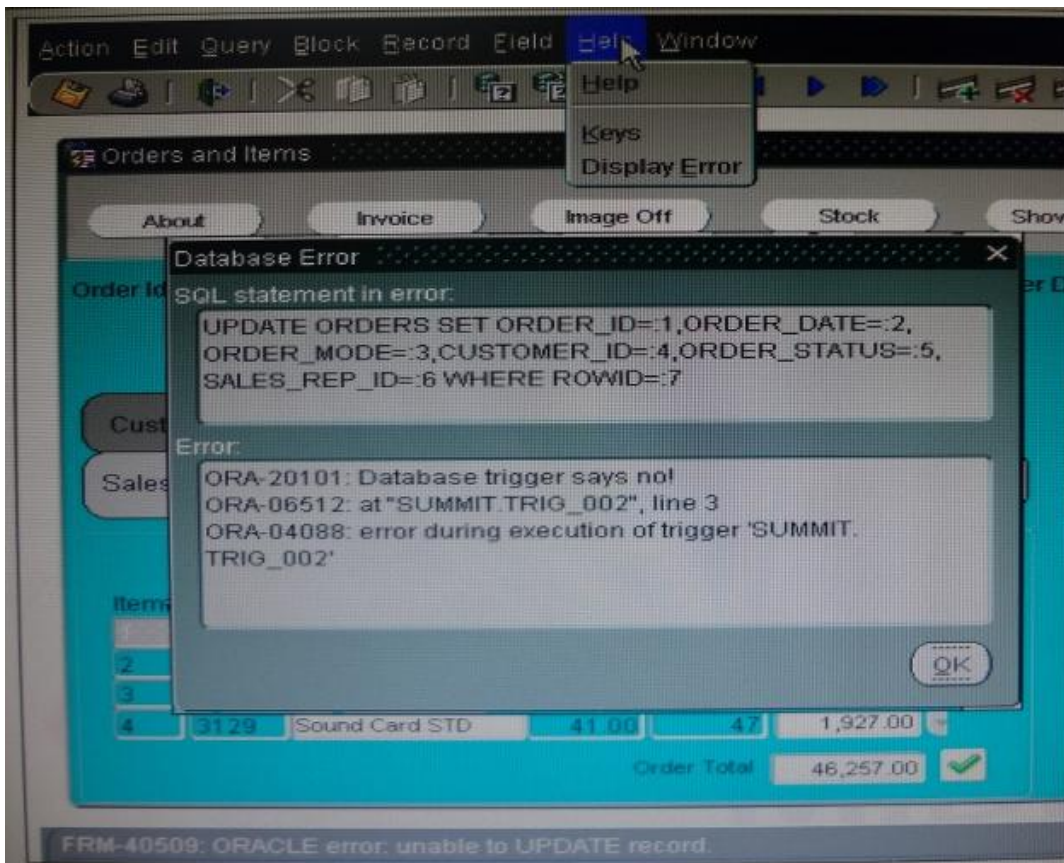 Action Edit Query Block Record Field Help Window
Help
Keys
Display Error
Orders and Items
About Invoice Image Off Stock Show
Database Error
Order Id
er D
SQL statement in error:
UPDATE ORDERS SET ORDER_ID=:1,ORDER_DATE=:2,
ORDER_MODE=:3,CUSTOMER_ID=:4,ORDER_STATUS=:5,
SALES_REP_ID=:6 WHERE ROWID=:7
Cust
Error:
Sales
ORA-20101: Database trigger says no!
ORA-06512: at "SUMMIT.TRIG_002", line 3
ORA-04088: error during execution of trigger 'SUMMIT.
TRIG_002'
Item
1
OK
2
3
4 3129 Sound Card STD 41.00 47 1,927.00
Order Total 46,257.00
FRM-40509: ORACLE error: unable to UPDATE record.